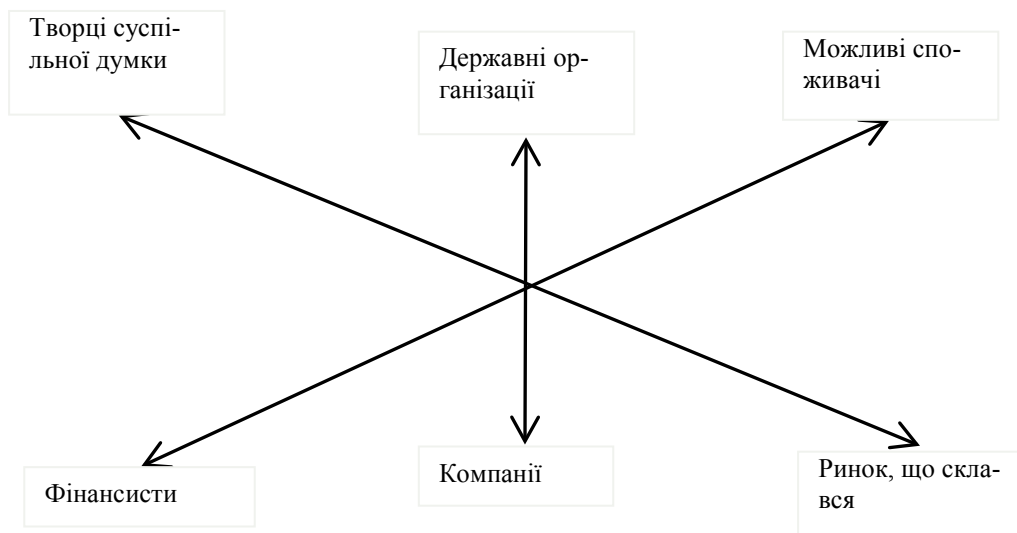 Творці суспі-
льної думки
Державні ор-
ганізації
Можливі спо-
живачі
Фінансисти
Компанії
Ринок, що скла-
вся